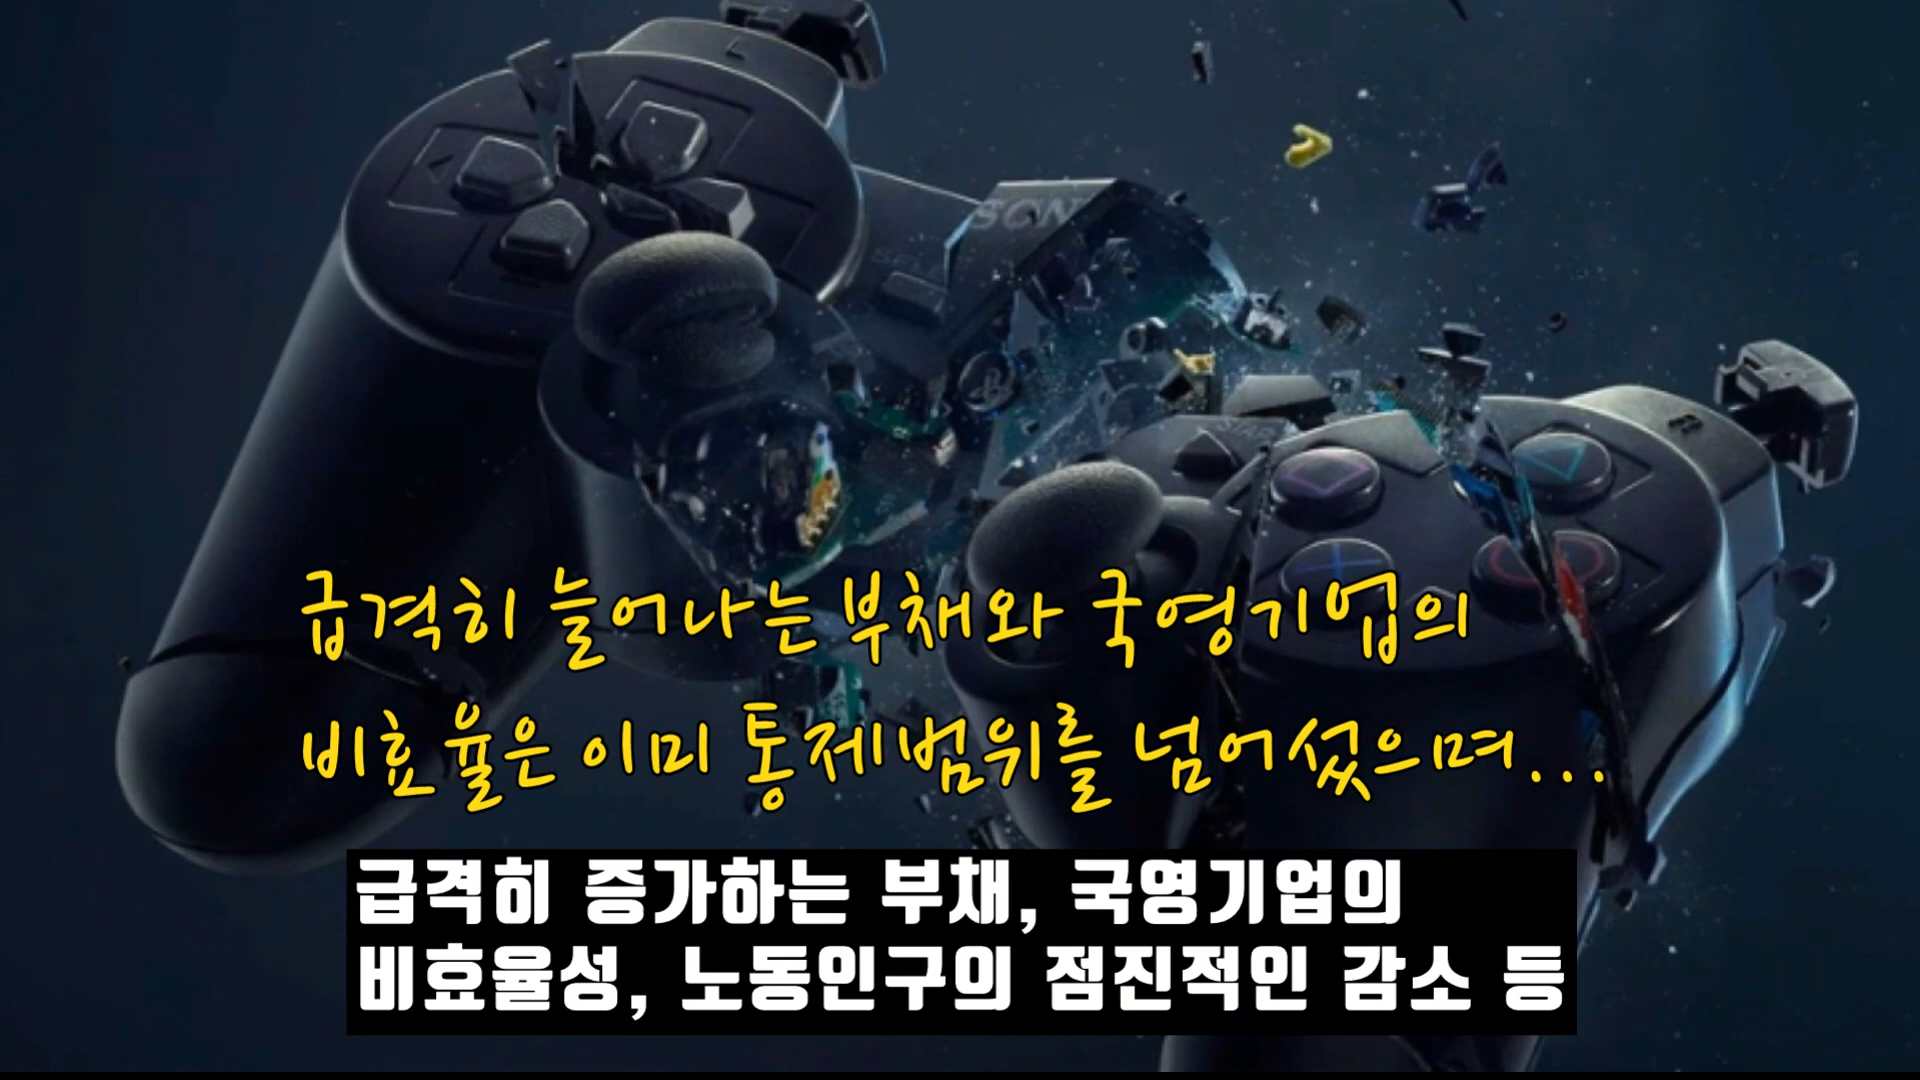 L
SON
R
급격히 늘어나는 부채와 국영기업의
비효율은 이미 통제범위를 넘어섰으며...
급격히 증가하는 부채, 국영기업의
비효율성, 노동인구의 점진적인 감소 등